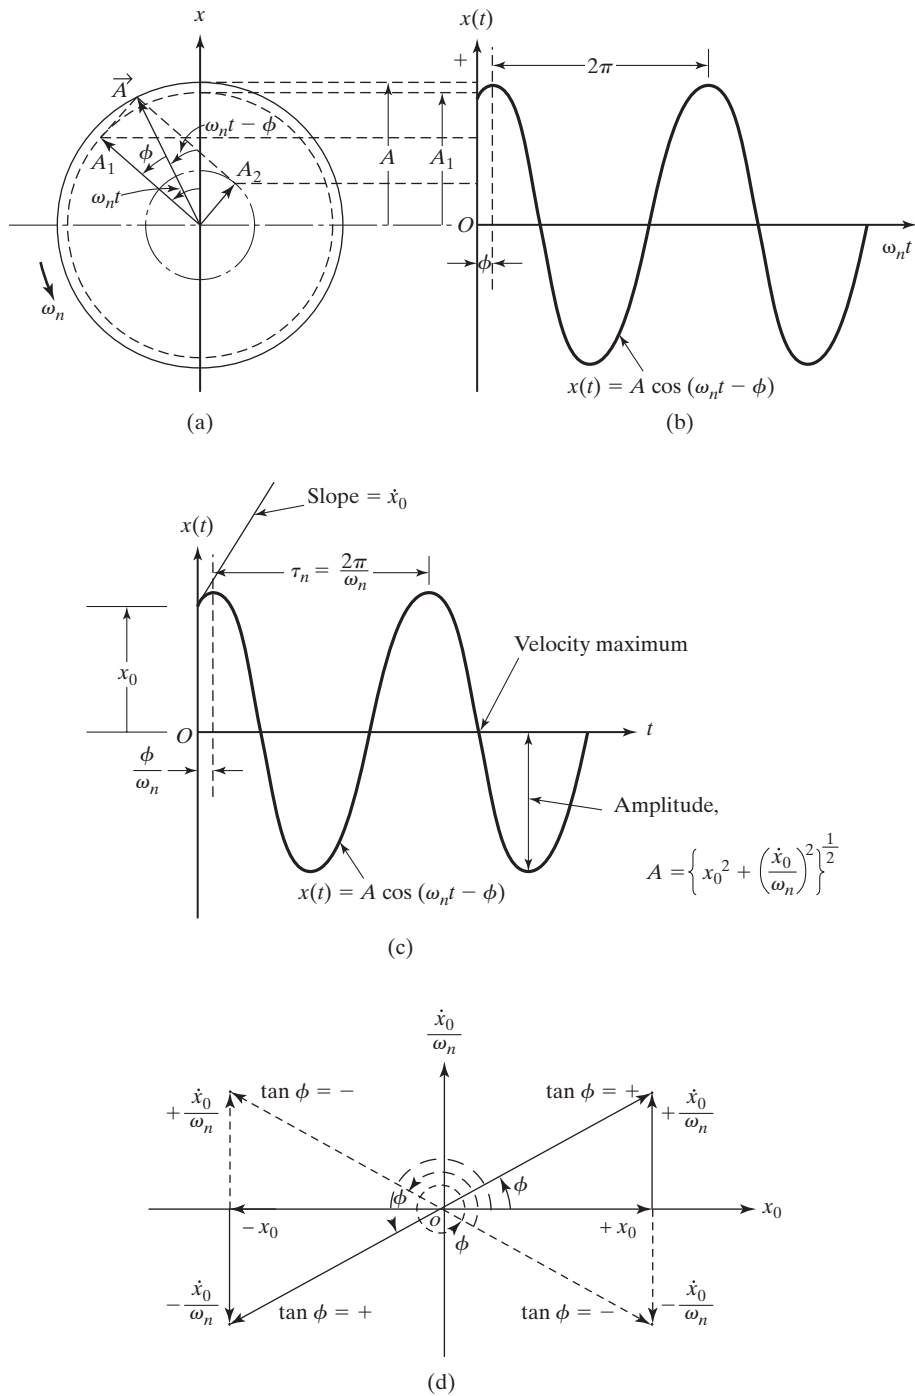 x
x(t)
+
2π
A⃗
ωₙt − ϕ
A₁
ϕ
A₂
A
A₁
ωₙt
O
ϕ
ωₙt
ωₙ
x(t) = A cos (ωₙt − ϕ)
(a)
(b)
Slope = ẋ₀
x(t)
τₙ = 2π/ωₙ
Velocity maximum
x₀
O
t
ϕ/ωₙ
Amplitude,
A = { x₀² + (ẋ₀/ωₙ)² }^(1/2)
x(t) = A cos (ωₙt − ϕ)
(c)
ẋ₀/ωₙ
tan ϕ = −
tan ϕ = +
+ ẋ₀/ωₙ
+ ẋ₀/ωₙ
ϕ
ϕ
− x₀
o
+ x₀
x₀
ϕ
− ẋ₀/ωₙ
tan ϕ = +
tan ϕ = −
− ẋ₀/ωₙ
(d)